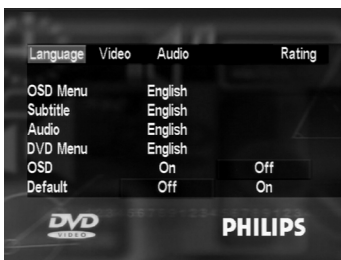 Language Video Audio Rating
OSD Menu English
Subtitle English
Audio English
DVD Menu English
OSD On Off
Default Off On
DVD VIDEO PHILIPS